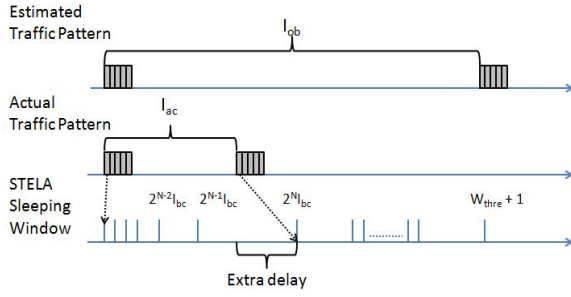 Estimated
Traffic Pattern
I_ob
Actual
Traffic Pattern
I_ac
STELA
Sleeping
Window
2^{N-2}I_bc
2^{N-1}I_bc
2^N I_bc
W_thre + 1
Extra delay